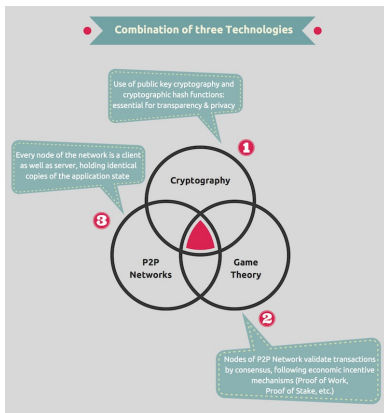 Combination of three Technologies
Use of public key cryptography and
cryptographic hash functions:
essential for transparency & privacy
1
Every node of the network is a client
as well as server, holding identical
copies of the application state
Cryptography
3
P2P
Networks
Game
Theory
2
Nodes of P2P Network validate transactions
by consensus, following economic incentive
mechanisms (Proof of Work,
Proof of Stake, etc.)